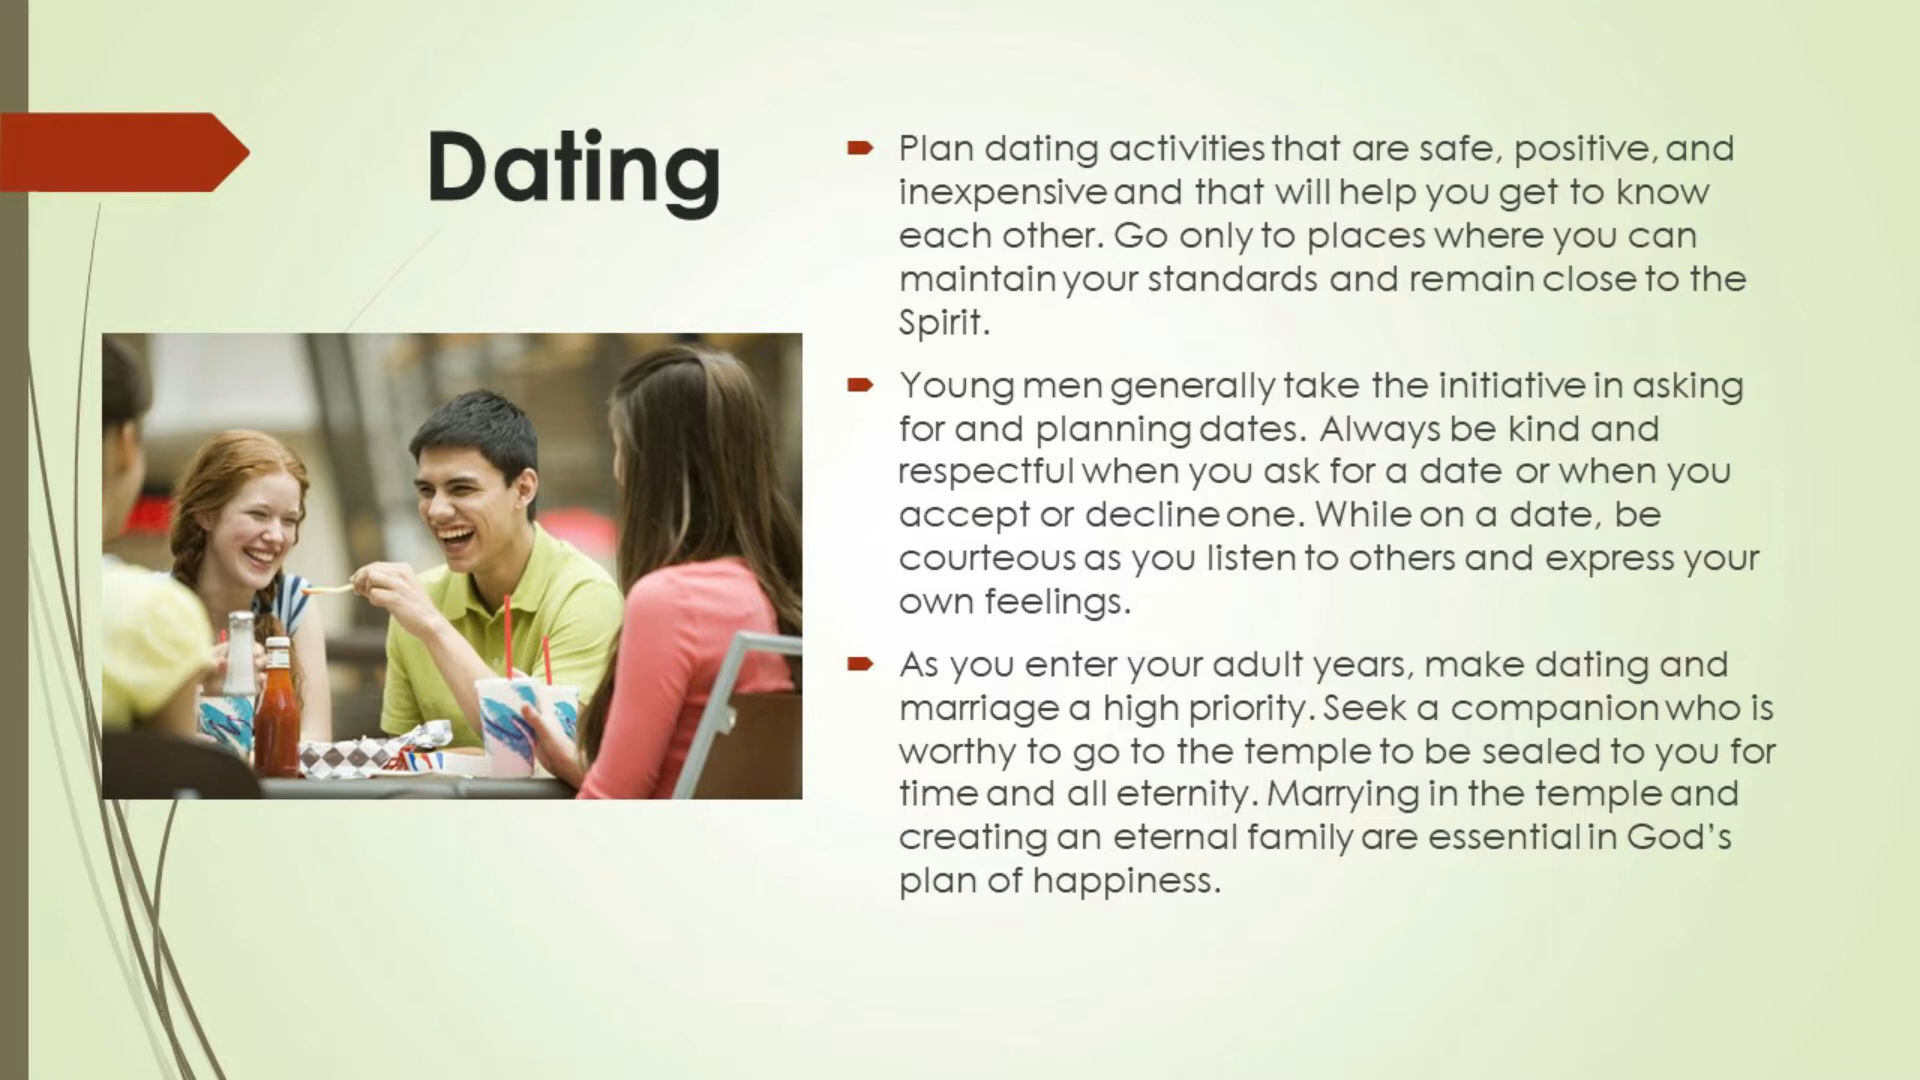 Dating
Plan dating activities that are safe, positive, and
inexpensive and that will help you get to know
each other. Go only to places where you can
maintain your standards and remain close to the
Spirit.
Young men generally take the initiative in asking
for and planning dates. Always be kind and
respectful when you ask for a date or when you
accept or decline one. While on a date, be
courteous as you listen to others and express your
own feelings.
As you enter your adult years, make dating and
marriage a high priority. Seek a companion who is
worthy to go to the temple to be sealed to you for
time and all eternity. Marrying in the temple and
creating an eternal family are essential in God’s
plan of happiness.